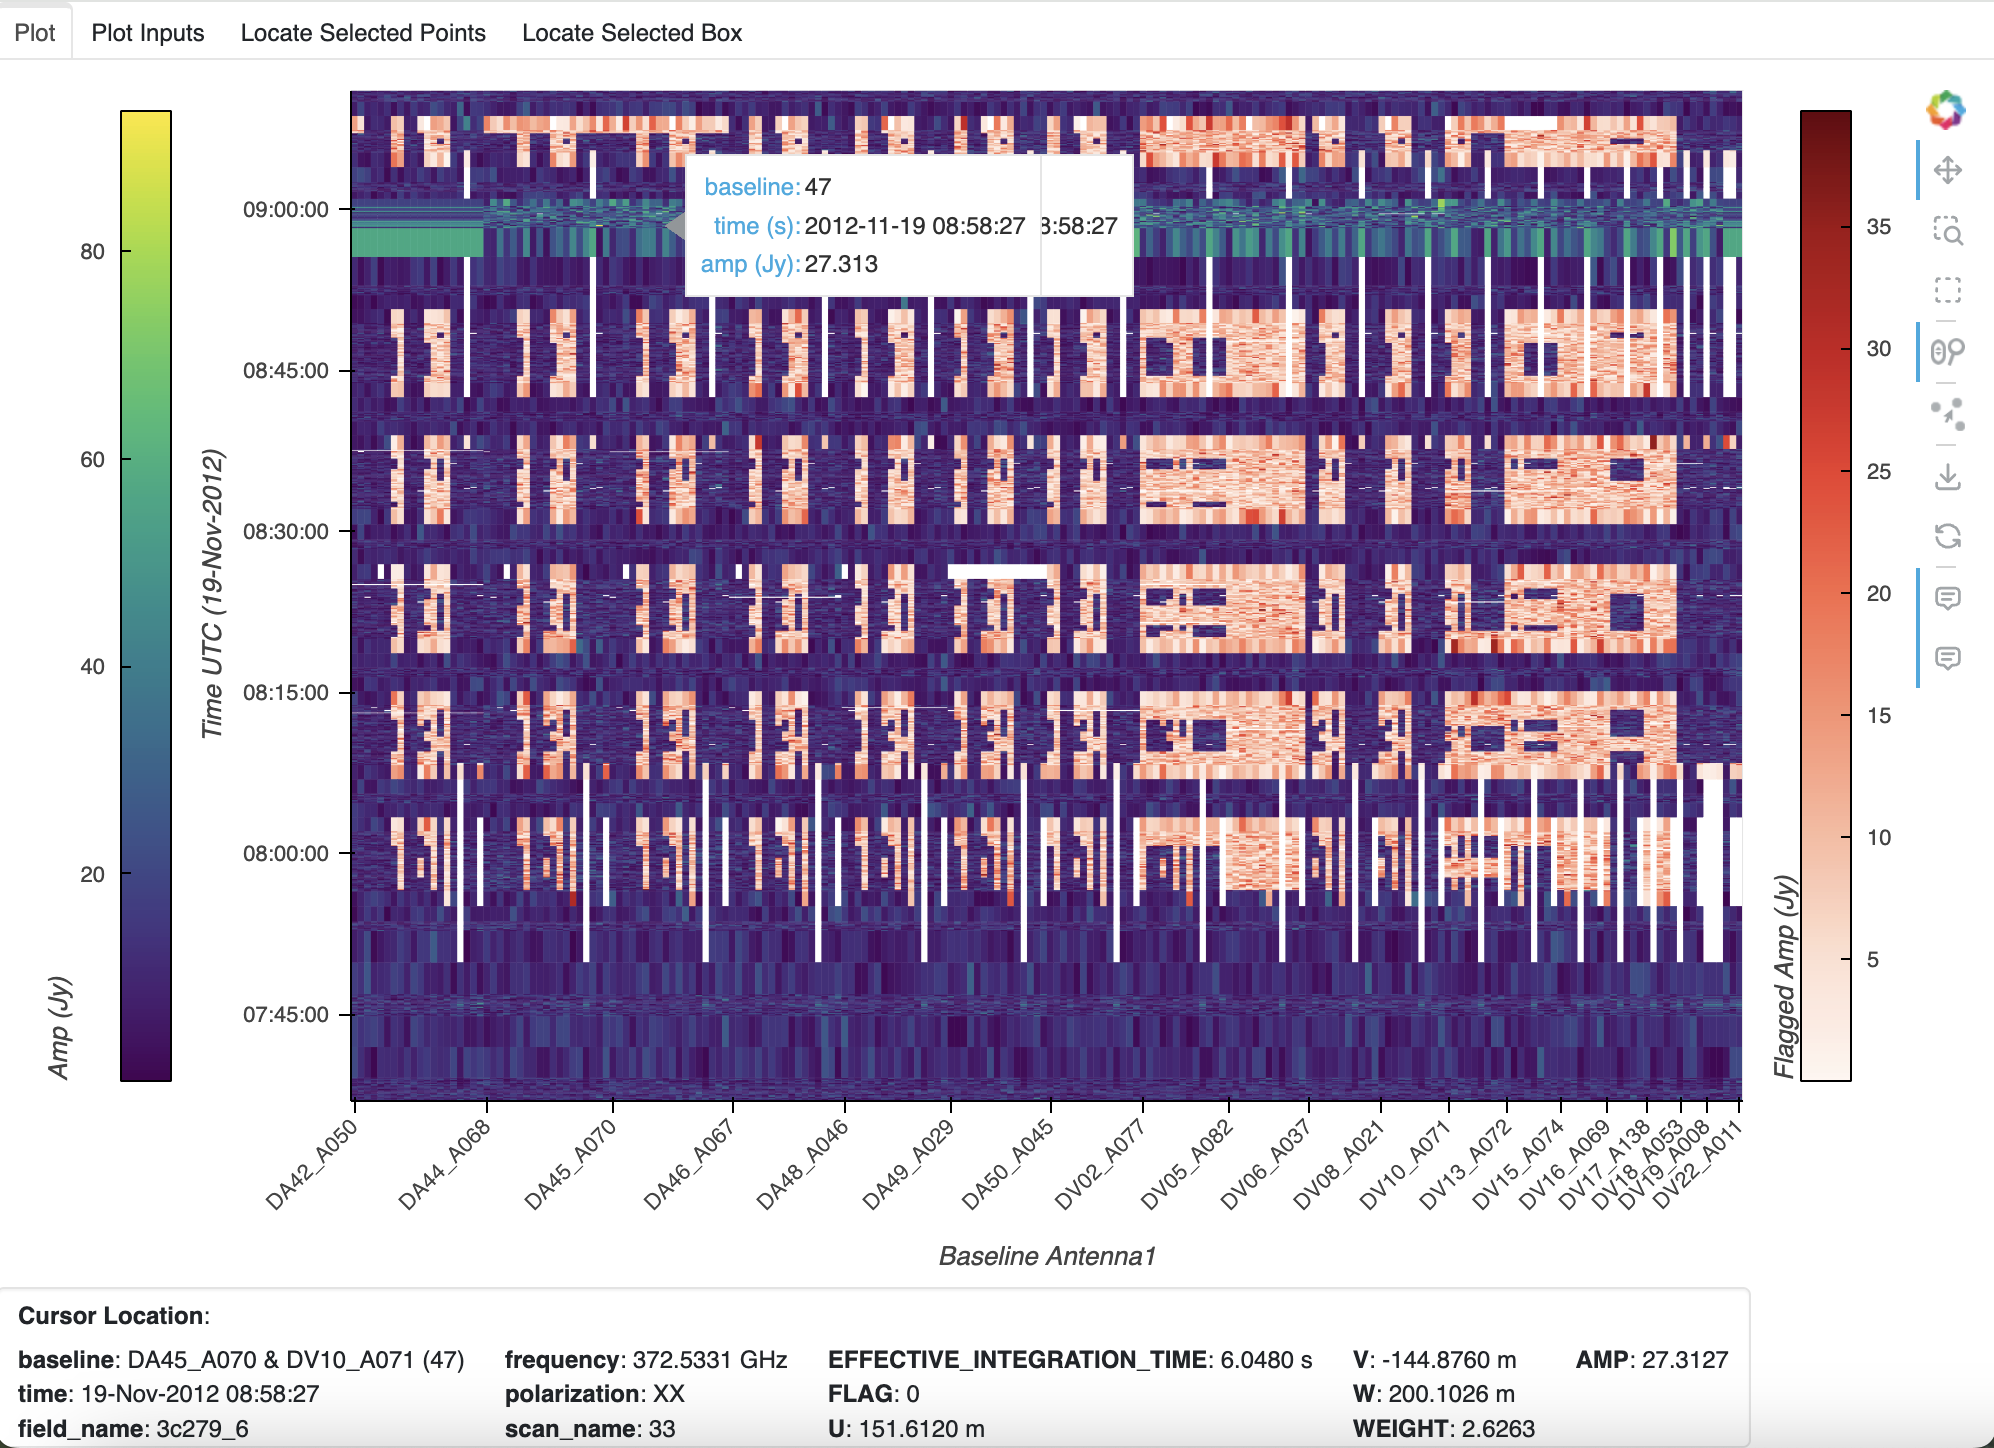 Plot Plot Inputs Locate Selected Points Locate Selected Box
80
60
40
20
Amp (Jy)
Time UTC (19-Nov-2012)
09:00:00
08:45:00
08:30:00
08:15:00
08:00:00
07:45:00
baseline: 47
time (s): 2012-11-19 08:58:27 8:58:27
amp (Jy): 27.313
35
30
25
20
15
10
5
Flagged Amp (Jy)
DA42_A050
DA44_A068
DA45_A070
DA46_A067
DA48_A046
DA49_A029
DA50_A045
DV02_A077
DV05_A082
DV06_A037
DV08_A021
DV10_A071
DV13_A072
DV15_A074
DV16_A069
DV17_A138
DV18_A053
DV19_A008
DV22_A011
Baseline Antenna1
Cursor Location:
baseline: DA45_A070 & DV10_A071 (47) frequency: 372.5331 GHz EFFECTIVE_INTEGRATION_TIME: 6.0480 s V: -144.8760 m AMP: 27.3127
time: 19-Nov-2012 08:58:27 polarization: XX FLAG: 0 W: 200.1026 m
field_name: 3c279_6 scan_name: 33 U: 151.6120 m WEIGHT: 2.6263